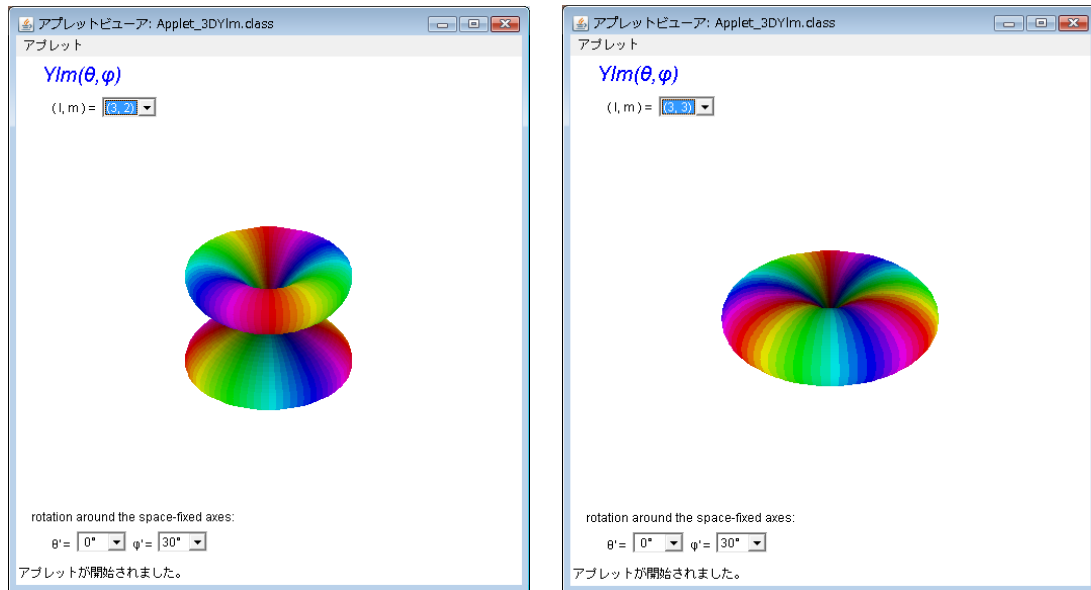 アプレットビューア: Applet_3DYlm.class
アプレット
Ylm(θ,φ)
( l, m ) = (3, 2)
rotation around the space-fixed axes:
θ'= 0° φ'= 30°
アプレットが開始されました。
アプレットビューア: Applet_3DYlm.class
アプレット
Ylm(θ,φ)
( l, m ) = (3, 3)
rotation around the space-fixed axes:
θ'= 0° φ'= 30°
アプレットが開始されました。